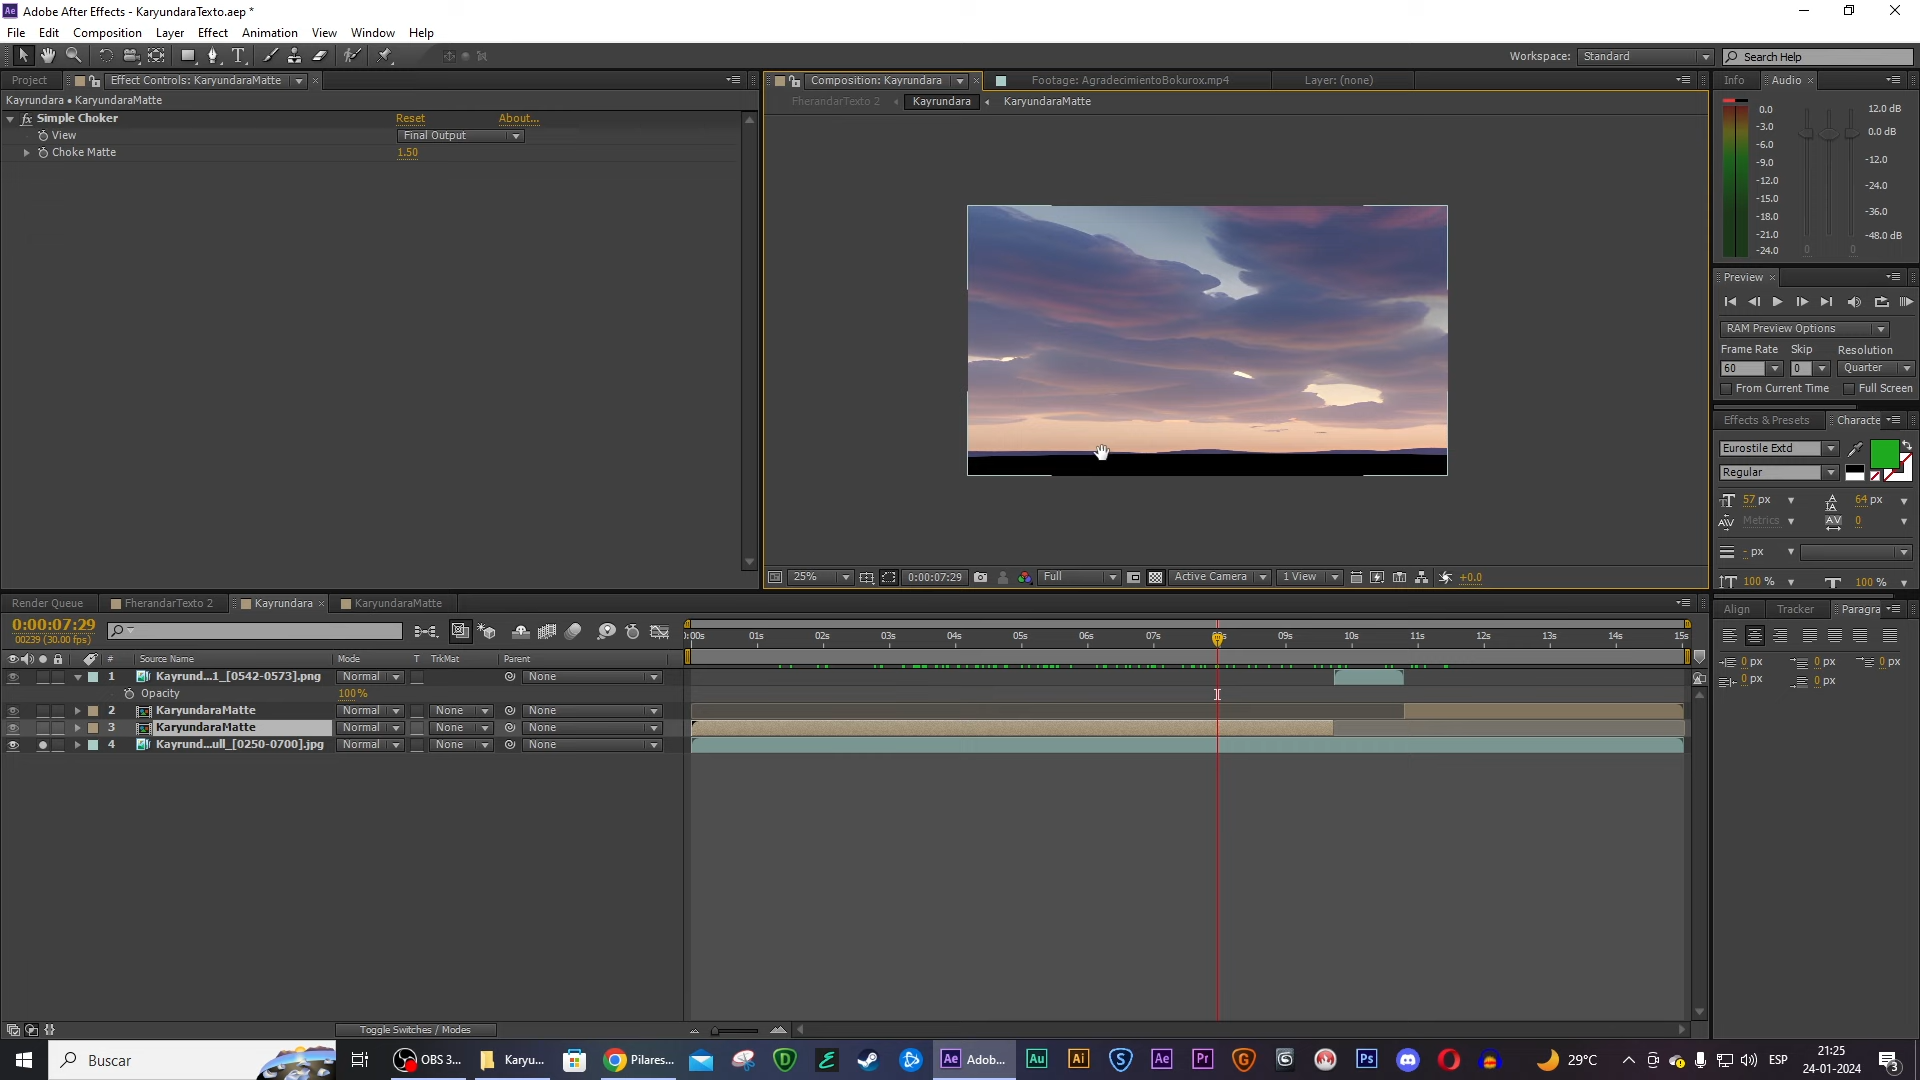 Adobe After Effects - KaryundaraTexto.aep *
File Edit Composition Layer Effect Animation View Window Help
Workspace: Standard Search Help
Project Effect Controls: KaryundaraMatte
Kayrundara • KaryundaraMatte
fx Simple Choker Reset About...
View Final Output
Choke Matte 1.50
Composition: Kayrundara Footage: AgradecimientoBokurox.mp4 Layer: (none)
FherandarTexto 2 Kayrundara KaryundaraMatte
25% 0:00:07:29 Full Active Camera 1 View +0.0
Info Audio
0.0 12.0 dB
-3.0 0.0 dB
-6.0
-9.0 -12.0
-12.0
-15.0 -24.0
-18.0 -36.0
-21.0 -48.0 dB
-24.0 0 0
Preview
RAM Preview Options
Frame Rate Skip Resolution
60 0 Quarter
From Current Time Full Screen
Effects & Presets Characte
Eurostile Extd
Regular
57 px 64 px
Metrics 0
- px
100 % 100 %
Align Tracker Paragra
0 px 0 px 0 px
0 px 0 px
Render Queue FherandarTexto 2 Kayrundara KaryundaraMatte
0:00:07:29
00239 (30.00 fps)
):00s 01s 02s 03s 04s 05s 06s 07s 09s 10s 11s 12s 13s 14s 15s
# Source Name Mode T TrkMat Parent
1 Kayrund...1_[0542-0573].png Normal None
Opacity 100%
2 KaryundaraMatte Normal None None
3 KaryundaraMatte Normal None None
4 Kayrund...ull_[0250-0700].jpg Normal None None
Toggle Switches / Modes
Buscar OBS 3... Karyu... Pilares... Adob... 29°C ESP 21:25
24-01-2024 3